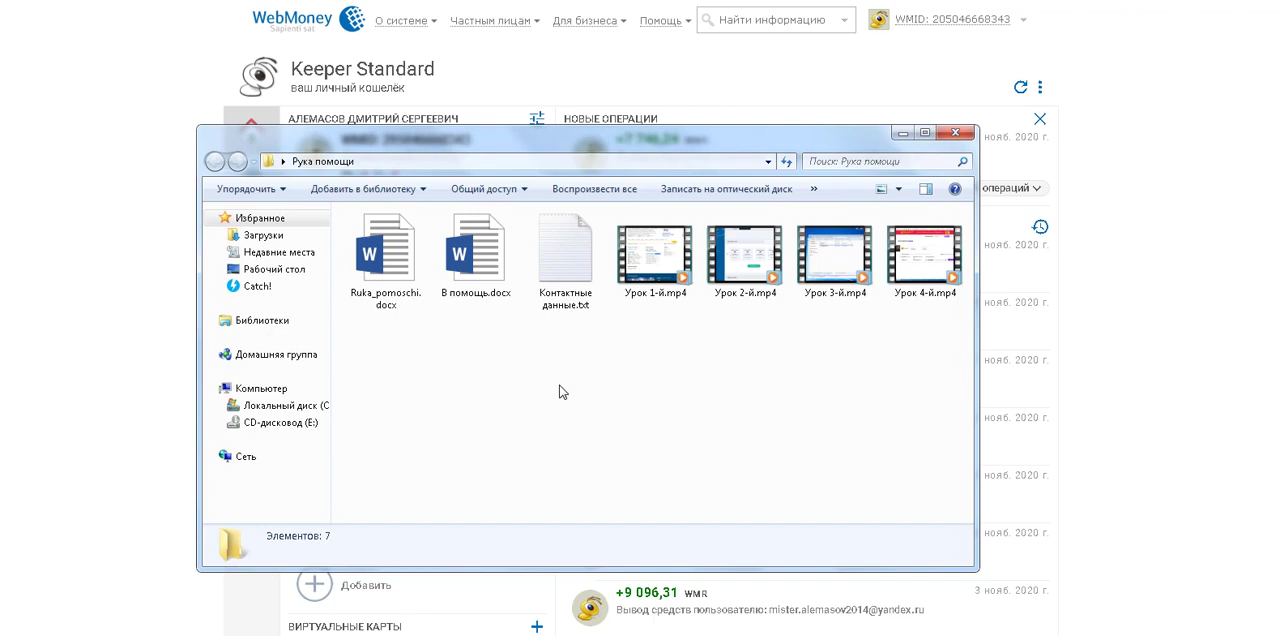 WebMoney
Sapienti sat
О системе
Частным лицам
Для бизнеса
Помощь
Найти информацию
WMID: 205046668343
Keeper Standard
ваш личный кошелёк
АЛЕМАСОВ ДМИТРИЙ СЕРГЕЕВИЧ
НОВЫЕ ОПЕРАЦИИ
WMID: 205046668343
нояб. 2020 г.
Рука помощи
Поиск: Рука помощи
Упорядочить
Добавить в библиотеку
Общий доступ
Воспроизвести все
Записать на оптический диск
»
операций
Избранное
Загрузки
Недавние места
Рабочий стол
Catch!
Библиотеки
Домашняя группа
Компьютер
Локальный диск (C
CD-дисковод (E:)
Сеть
Ruka_pomoschi.
docx
В помощь.docx
Контактные
данные.txt
Урок 1-й.mp4
Урок 2-й.mp4
Урок 3-й.mp4
Урок 4-й.mp4
нояб. 2020 г.
нояб. 2020 г.
нояб. 2020 г.
нояб. 2020 г.
нояб. 2020 г.
нояб. 2020 г.
Элементов: 7
Добавить
ВИРТУАЛЬНЫЕ КАРТЫ
+9 096,31 WMR
3 нояб. 2020 г.
Вывод средств пользователю: mister.alemasov2014@yandex.ru